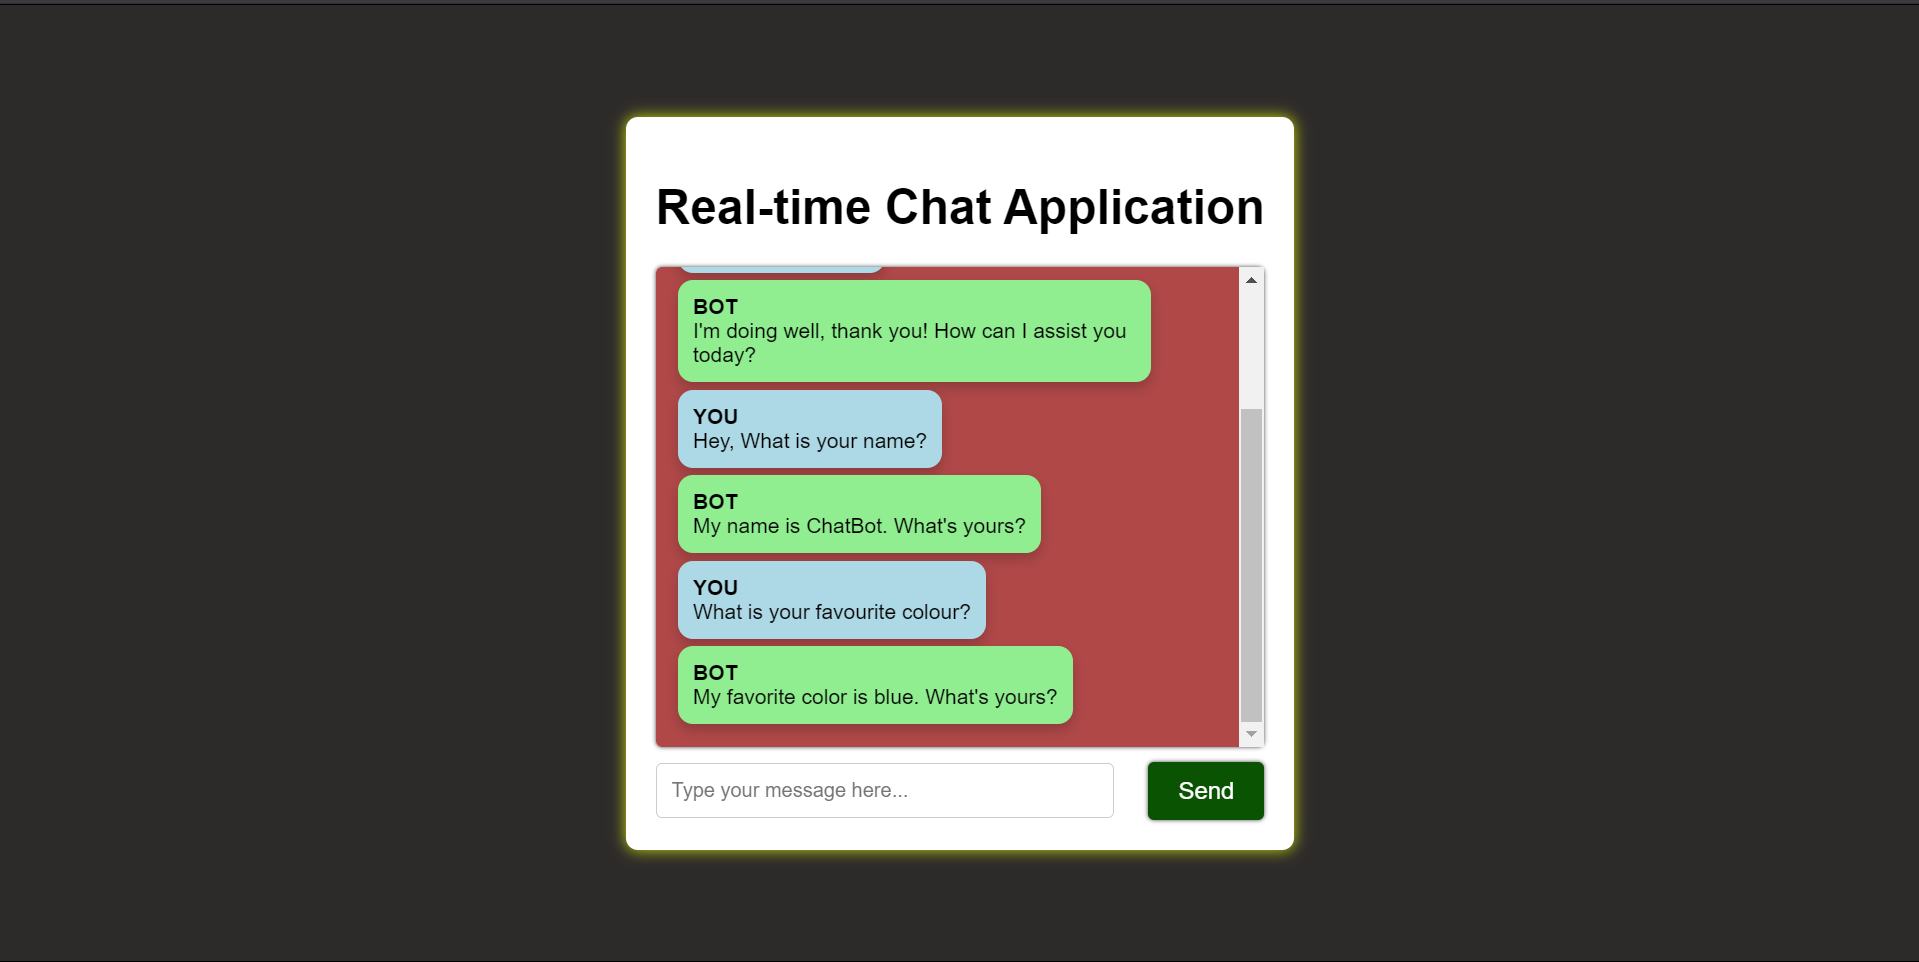 Real-time Chat Application
BOT
I'm doing well, thank you! How can I assist you
today?
YOU
Hey, What is your name?
BOT
My name is ChatBot. What's yours?
YOU
What is your favourite colour?
BOT
My favorite color is blue. What's yours?
Type your message here...
Send